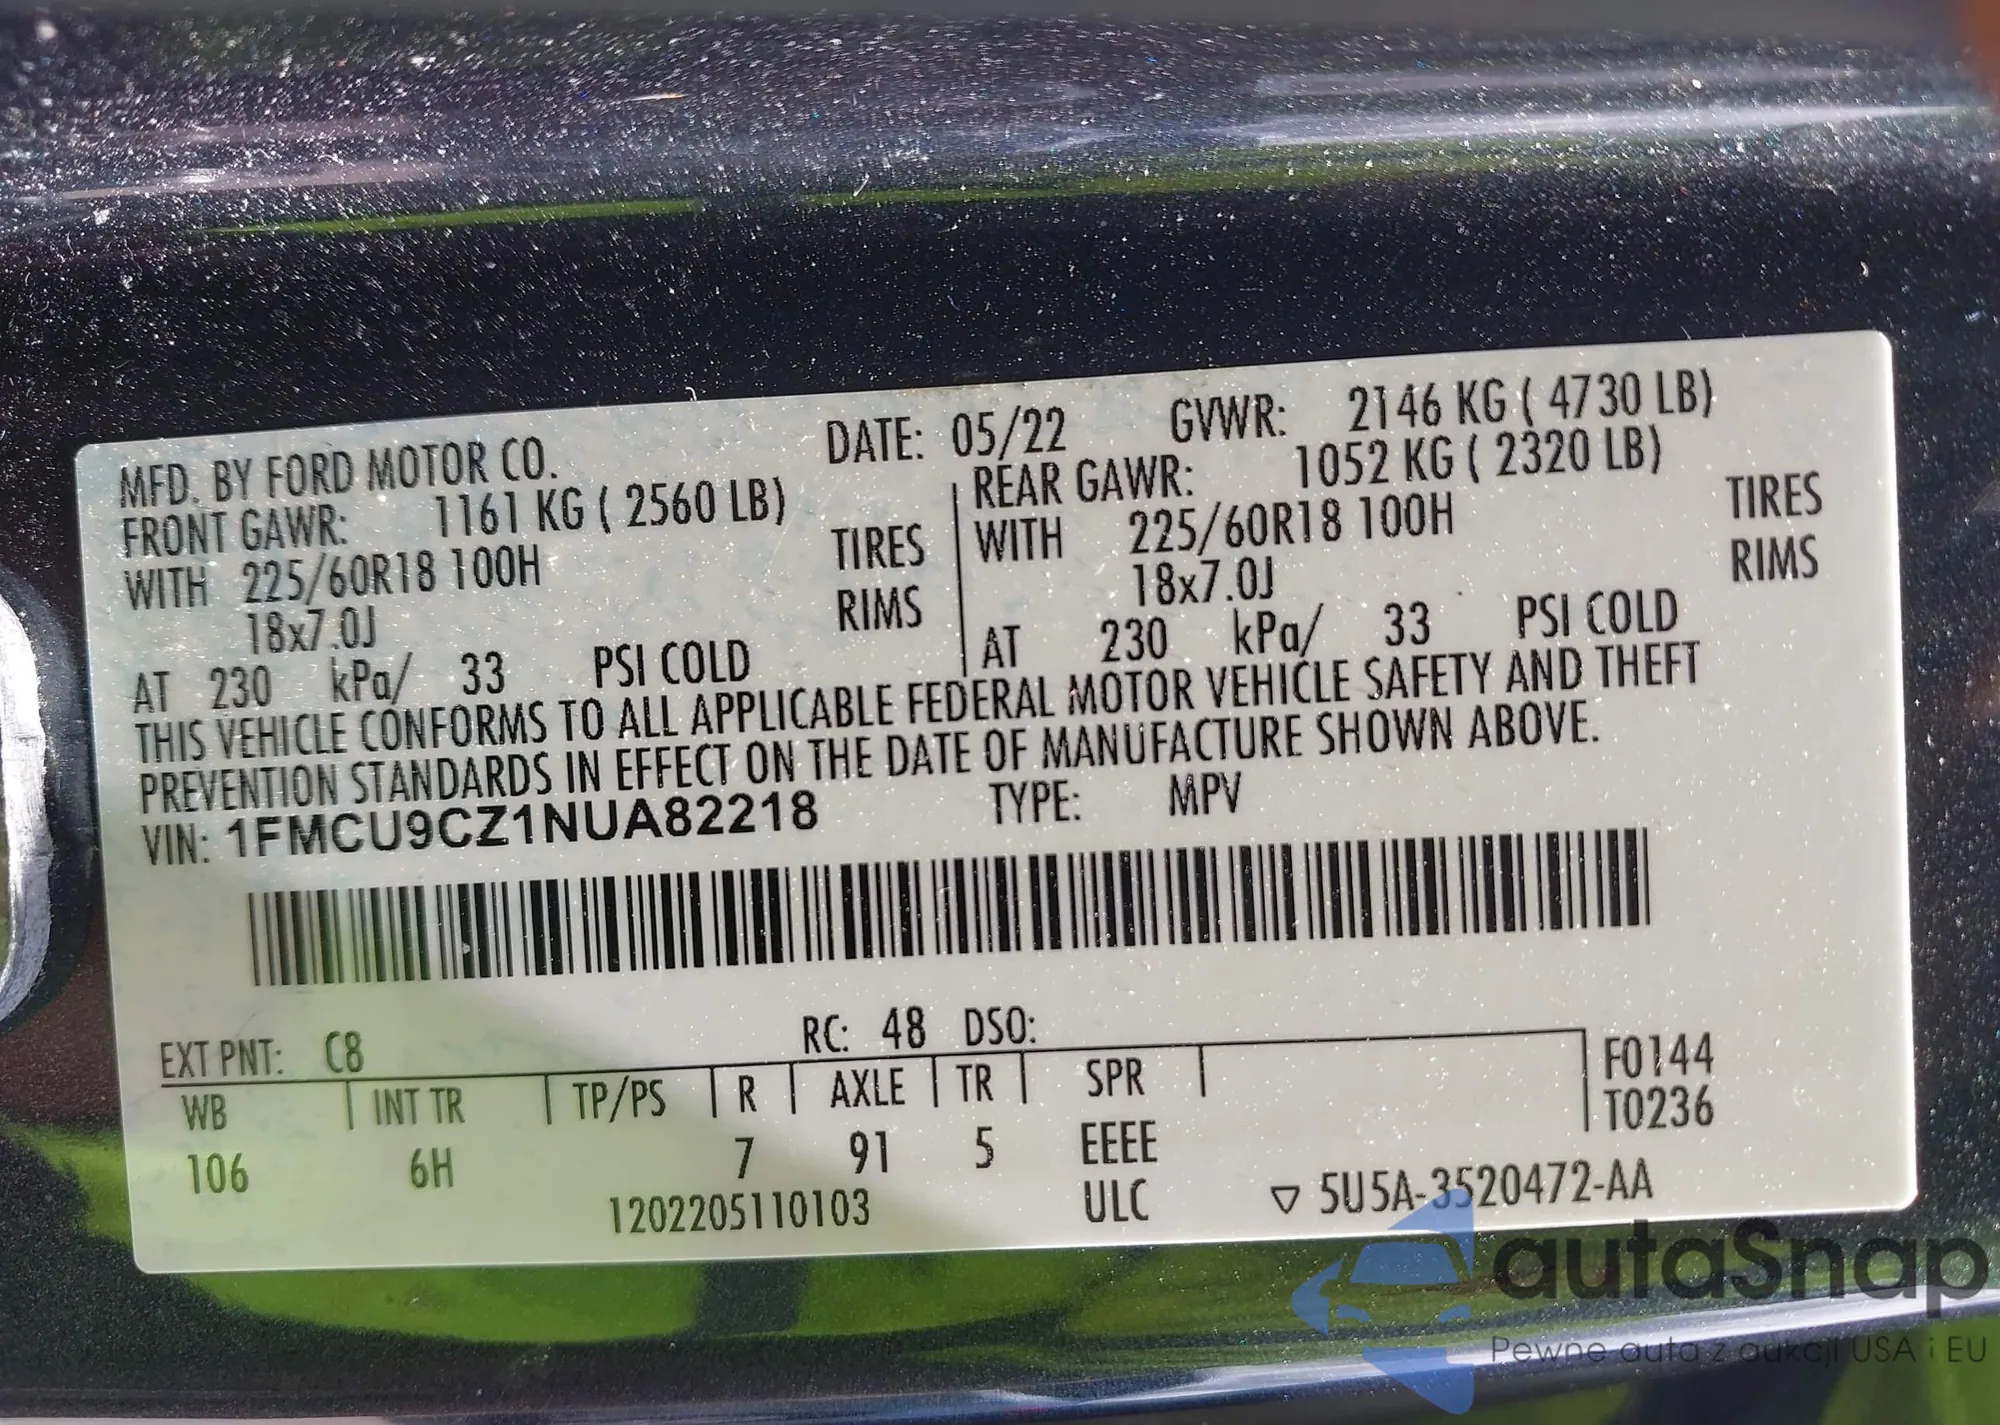 MFD. BY FORD MOTOR CO. DATE: 05/22 GVWR: 2146 KG ( 4730 LB)
FRONT GAWR: 1161 KG ( 2560 LB) REAR GAWR: 1052 KG ( 2320 LB)
WITH 225/60R18 100H TIRES WITH 225/60R18 100H TIRES
18x7.0J RIMS 18x7.0J RIMS
AT 230 kPa/ 33 PSI COLD AT 230 kPa/ 33 PSI COLD
THIS VEHICLE CONFORMS TO ALL APPLICABLE FEDERAL MOTOR VEHICLE SAFETY AND THEFT
PREVENTION STANDARDS IN EFFECT ON THE DATE OF MANUFACTURE SHOWN ABOVE.
VIN: 1FMCU9CZ1NUA82218 TYPE: MPV
EXT PNT: C8 RC: 48 DSO:
WB INT TR TP/PS R AXLE TR SPR F0144
T0236
106 6H 7 91 5 EEEE
1202205110103 ULC ▽ 5U5A-3520472-AA
autaSnap
Pewne auta z aukcji USA i EU